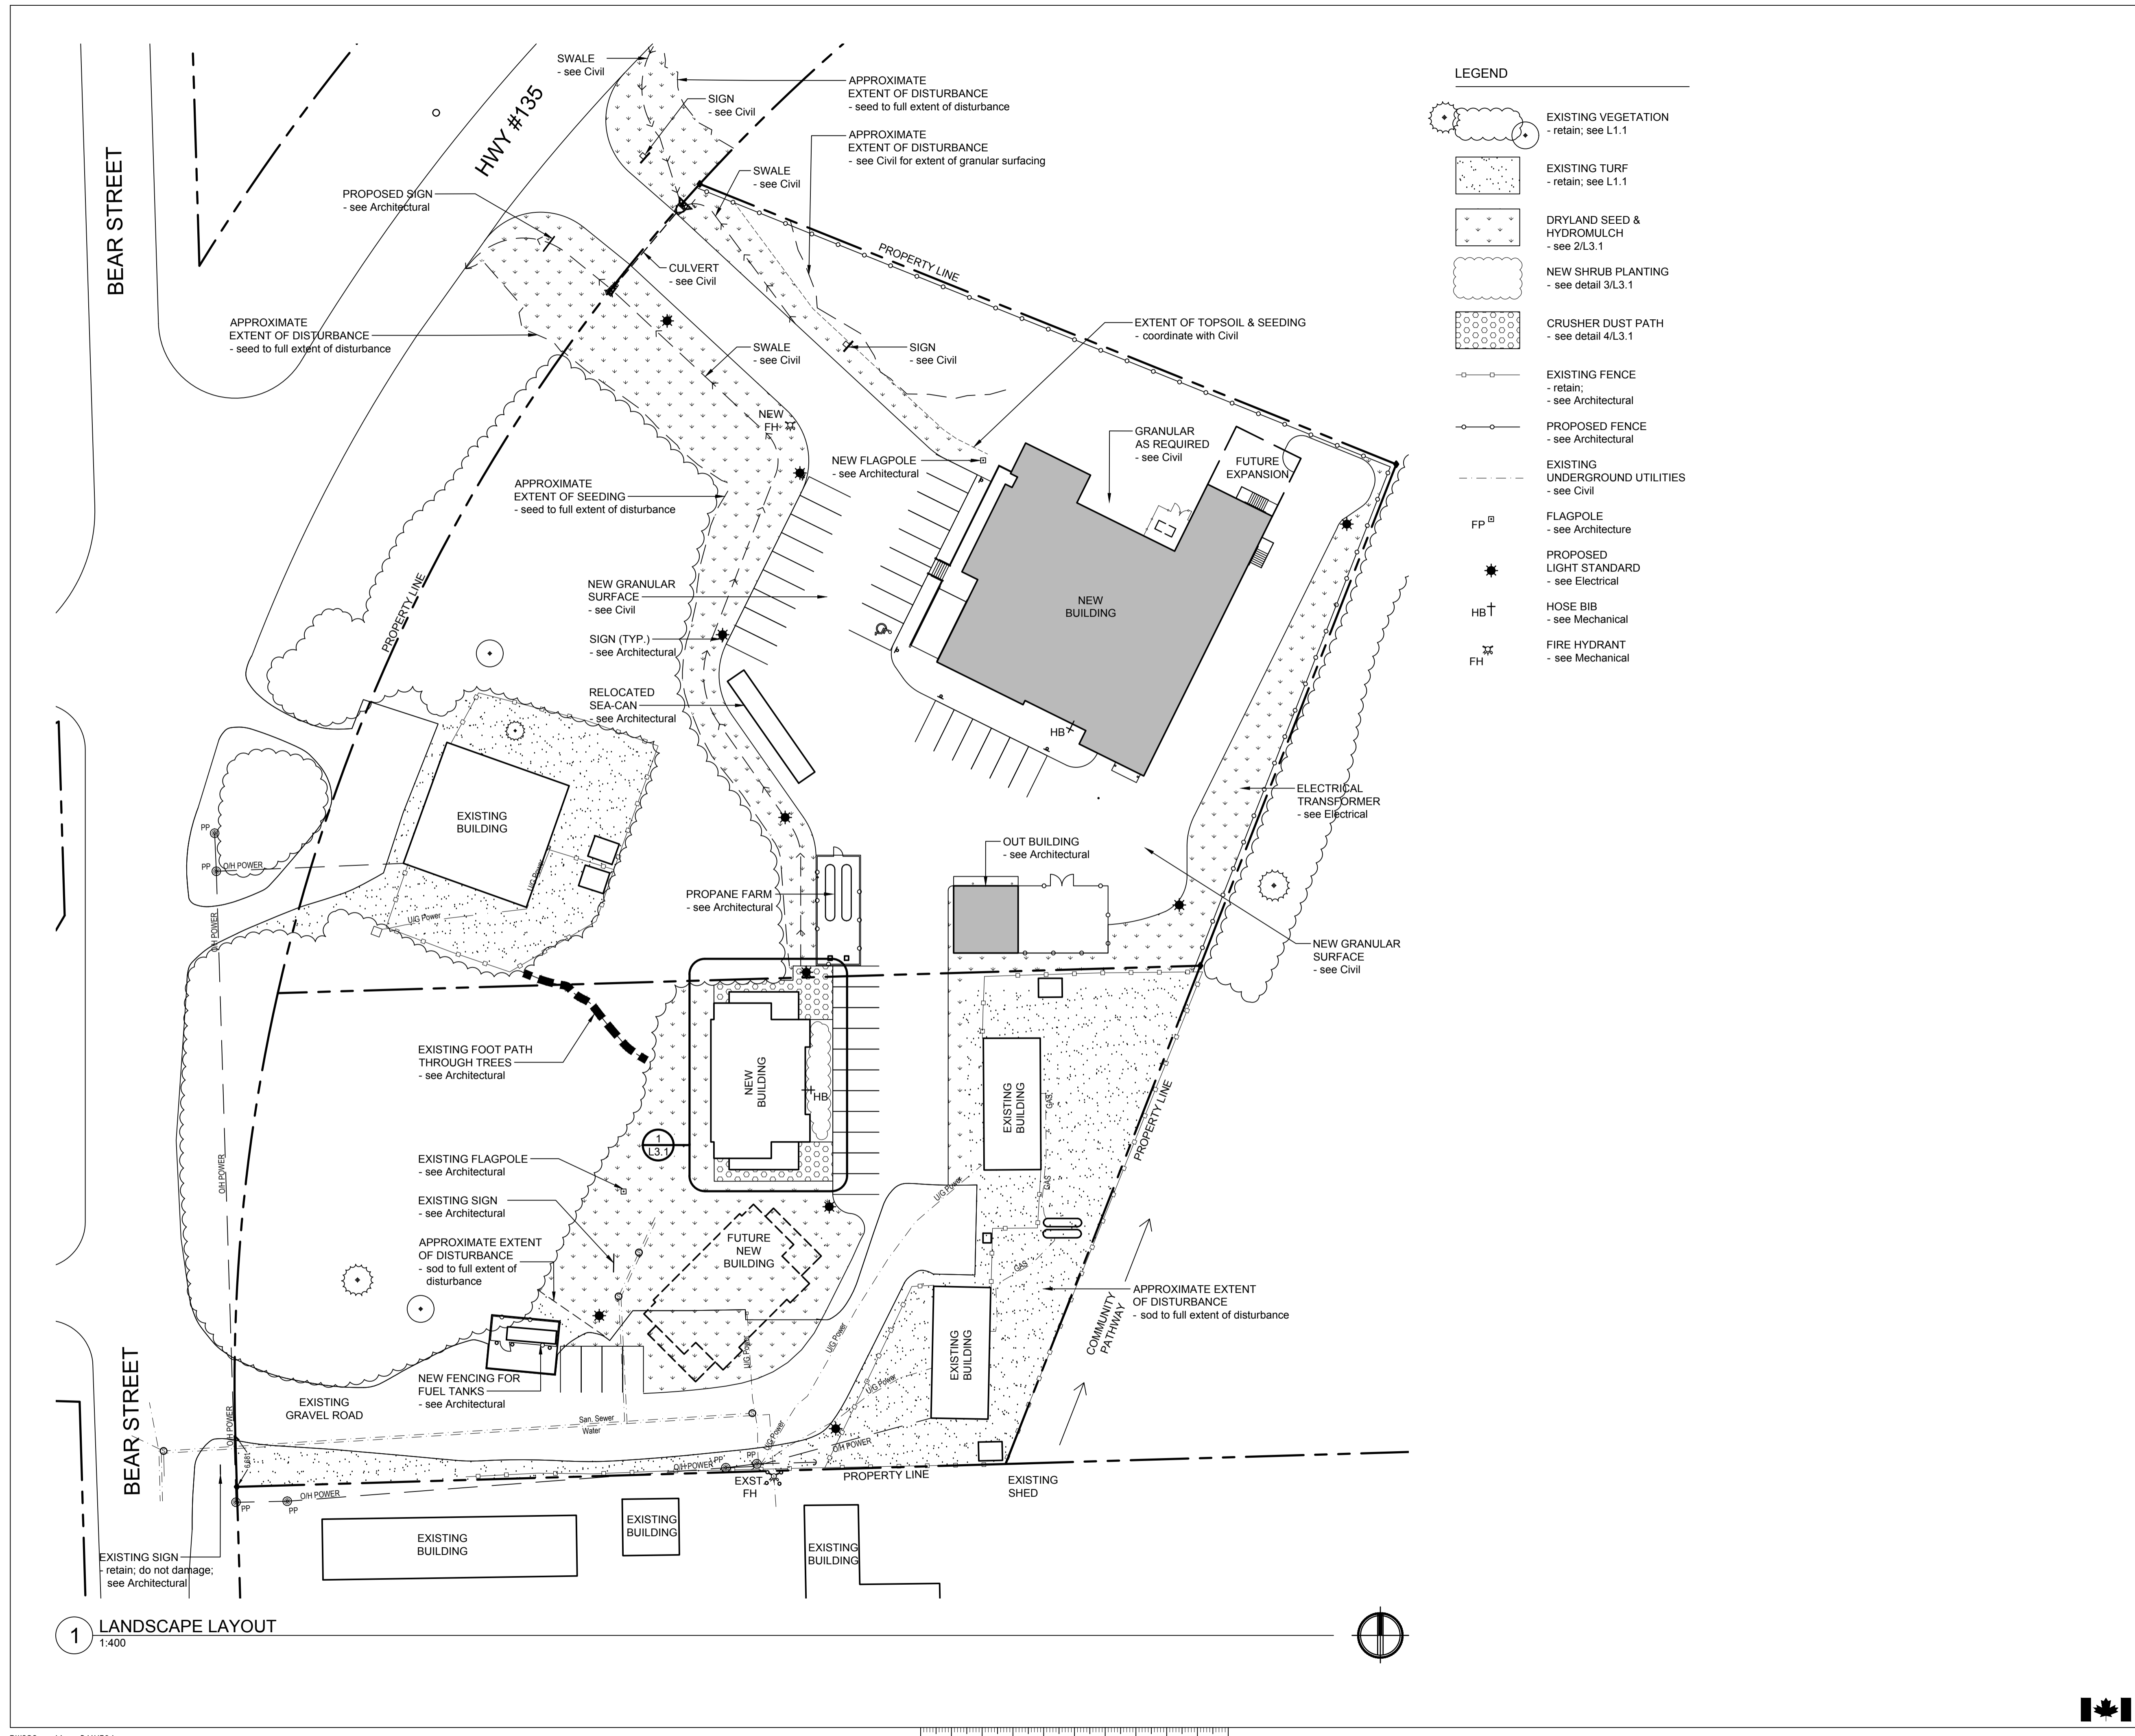 SWALE
- see Civil
SIGN
- see Civil
APPROXIMATE
EXTENT OF DISTURBANCE
- seed to full extent of disturbance
APPROXIMATE
EXTENT OF DISTURBANCE
- see Civil for extent of granular surfacing
HWY #135
BEAR STREET
PROPOSED SIGN
- see Architectural
SWALE
- see Civil
PROPERTY LINE
CULVERT
- see Civil
APPROXIMATE
EXTENT OF DISTURBANCE
- seed to full extent of disturbance
SWALE
- see Civil
SIGN
- see Civil
EXTENT OF TOPSOIL & SEEDING
- coordinate with Civil
NEW
FH
NEW FLAGPOLE
- see Architectural
GRANULAR
AS REQUIRED
- see Civil
FUTURE
EXPANSION
APPROXIMATE
EXTENT OF SEEDING
- seed to full extent of disturbance
NEW GRANULAR
SURFACE
- see Civil
NEW
BUILDING
PROPERTY LINE
SIGN (TYP.)
- see Architectural
RELOCATED
SEA-CAN
- see Architectural
HB
ELECTRICAL
TRANSFORMER
- see Electrical
EXISTING
BUILDING
PP
PP
O/H POWER
U/G Power
U/G Power
O/H POWER
OUT BUILDING
- see Architectural
PROPANE FARM
- see Architectural
NEW GRANULAR
SURFACE
- see Civil
EXISTING FOOT PATH
THROUGH TREES
- see Architectural
NEW
BUILDING
HB
EXISTING
BUILDING
GAS
GAS
PROPERTY LINE
1
L3.1
O/H POWER
EXISTING FLAGPOLE
- see Architectural
EXISTING SIGN
- see Architectural
U/G Power
APPROXIMATE EXTENT
OF DISTURBANCE
- sod to full extent of
disturbance
FUTURE
NEW
BUILDING
GAS
APPROXIMATE EXTENT
OF DISTURBANCE
- sod to full extent of disturbance
COMMUNITY
PATHWAY
U/G Power
U/G Power
EXISTING
BUILDING
U/G Power
NEW FENCING FOR
FUEL TANKS
- see Architectural
EXISTING
GRAVEL ROAD
BEAR STREET
O/H POWER
San. Sewer
Water
U/G Power
O/H POWER
1899
PP
PP
O/H POWER
PROPERTY LINE
EXST.
FH
EXISTING
SHED
O/H POWER
PP
PP
EXISTING
BUILDING
EXISTING
BUILDING
EXISTING
BUILDING
EXISTING SIGN
- retain; do not damage;
see Architectural
1
LANDSCAPE LAYOUT
1:400
LEGEND
EXISTING VEGETATION
- retain; see L1.1
EXISTING TURF
- retain; see L1.1
DRYLAND SEED &
HYDROMULCH
- see 2/L3.1
NEW SHRUB PLANTING
- see detail 3/L3.1
CRUSHER DUST PATH
- see detail 4/L3.1
EXISTING FENCE
- retain;
- see Architectural
PROPOSED FENCE
- see Architectural
EXISTING
UNDERGROUND UTILITIES
- see Civil
FP
FLAGPOLE
- see Architecture
PROPOSED
LIGHT STANDARD
- see Electrical
HB
HOSE BIB
- see Mechanical
FH
FIRE HYDRANT
- see Mechanical